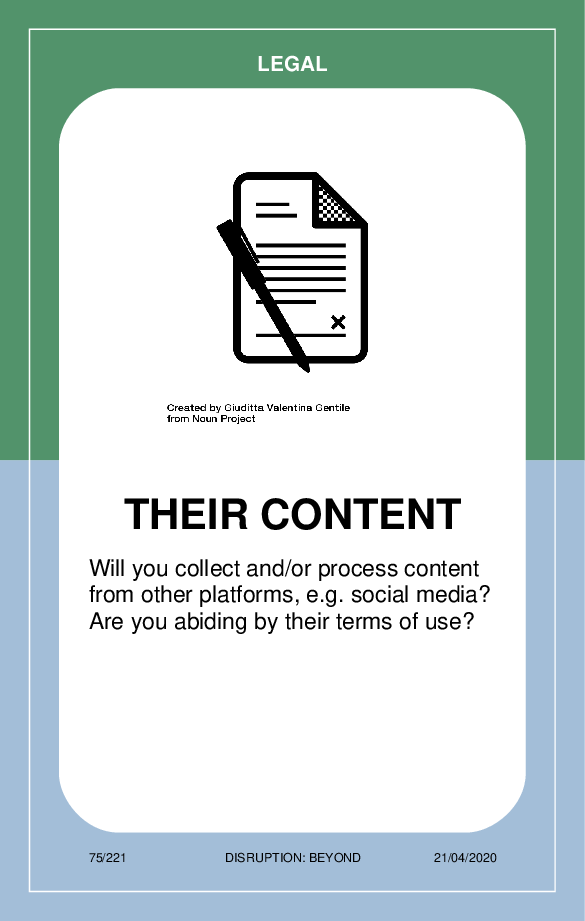 LEGAL
Created by Giuditta Valentina Gentile
from Noun Project
THEIR CONTENT
Will you collect and/or process content
from other platforms, e.g. social media?
Are you abiding by their terms of use?
75/221 DISRUPTION: BEYOND 21/04/2020